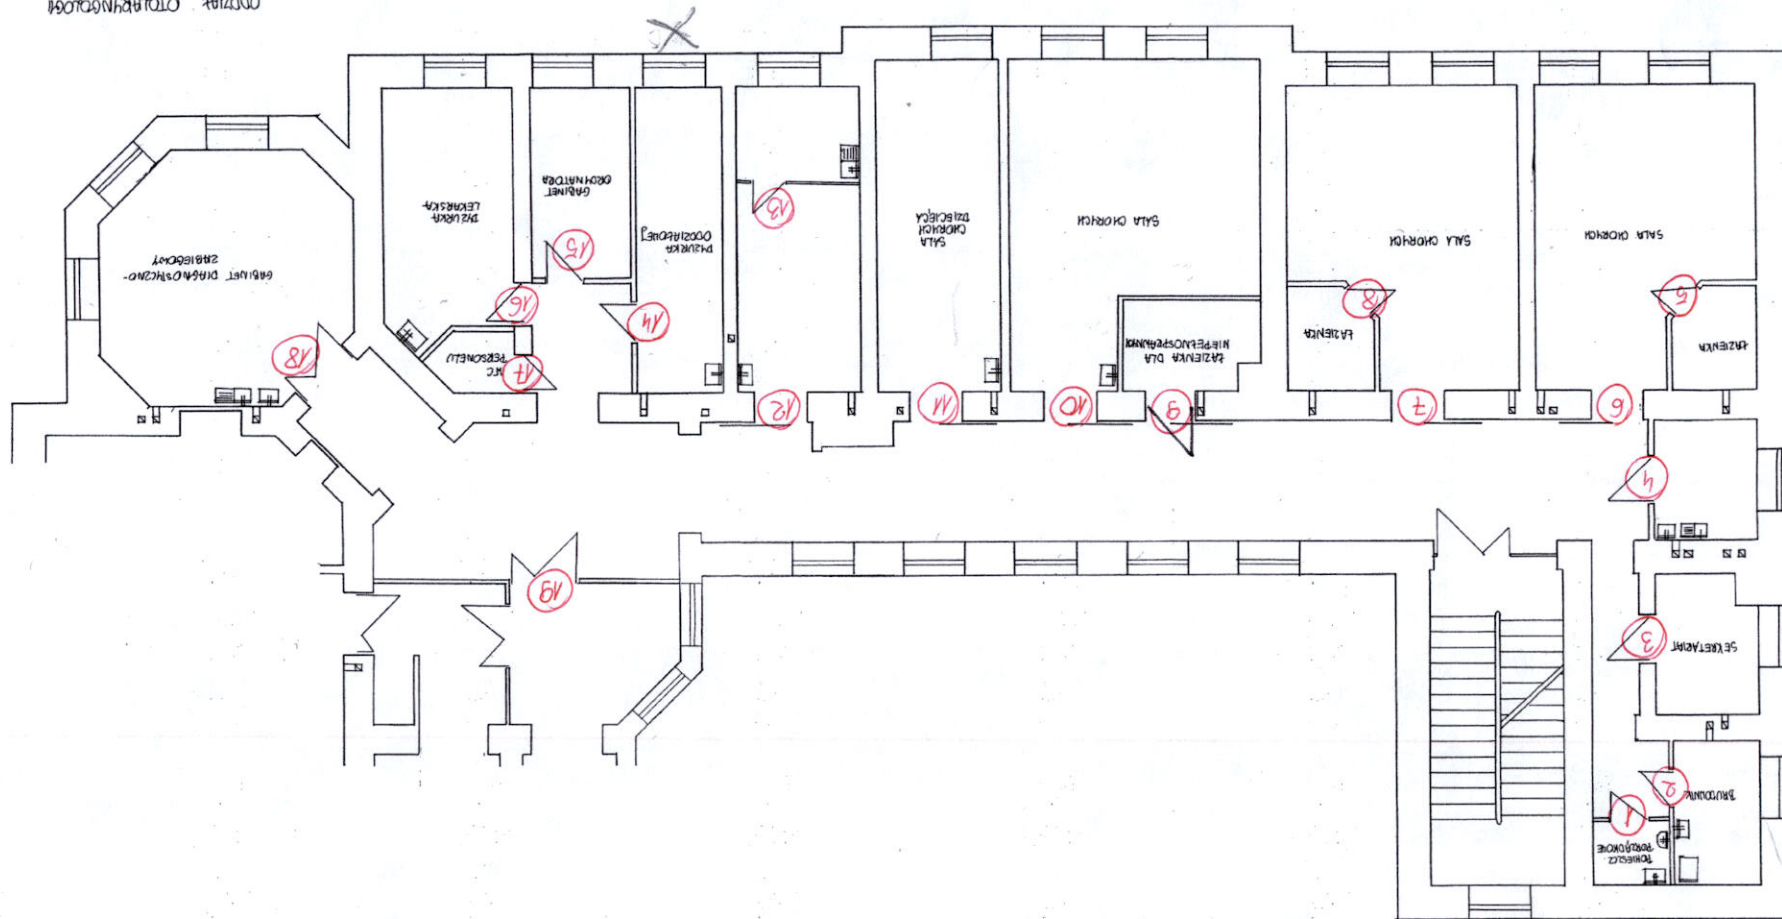 POMIESZCZ.
PORZĄDKOWE
1
BRUDOWNIK
2
SEKRETARIAT
3
4
ŁAZIENKA
5
SALA CHORYCH
6
7
ŁAZIENKA
8
SALA CHORYCH
9
ŁAZIENKA DLA
NIEPEŁNOSPRAWNYCH
SALA CHORYCH
10
11
SALA
CHORYCH
DZIECIĘCA
12
13
DYŻURKA
ODDZIAŁOWEJ
14
GABINET
ORDYNATORA
15
16
DYŻURKA
LEKARSKA
17
WC
PERSONELU
18
GABINET DIAGNOSTYCZNO-
ZABIEGOWY
19
ODDZIAŁ OTOLARYNGOLOGII